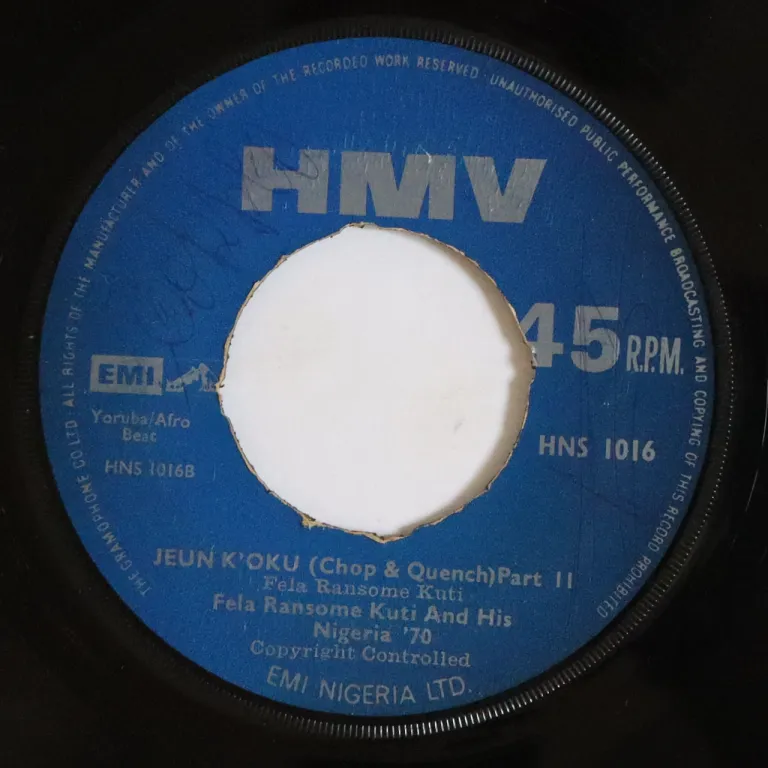 THE GRAMOPHONE CO LTD · ALL RIGHTS OF THE MANUFACTURER AND OF THE OWNER OF THE RECORDED WORK RESERVED · UNAUTHORISED PUBLIC PERFORMANCE BROADCASTING AND COPYING OF THIS RECORD PROHIBITED
HMV
45 R.P.M.
EMI
Yoruba/Afro
Beat
HNS 1016B
HNS 1016
JEUN K'OKU (Chop & Quench)Part II
Fela Ransome Kuti
Fela Ransome Kuti And His
Nigeria '70
Copyright Controlled
EMI NIGERIA LTD.